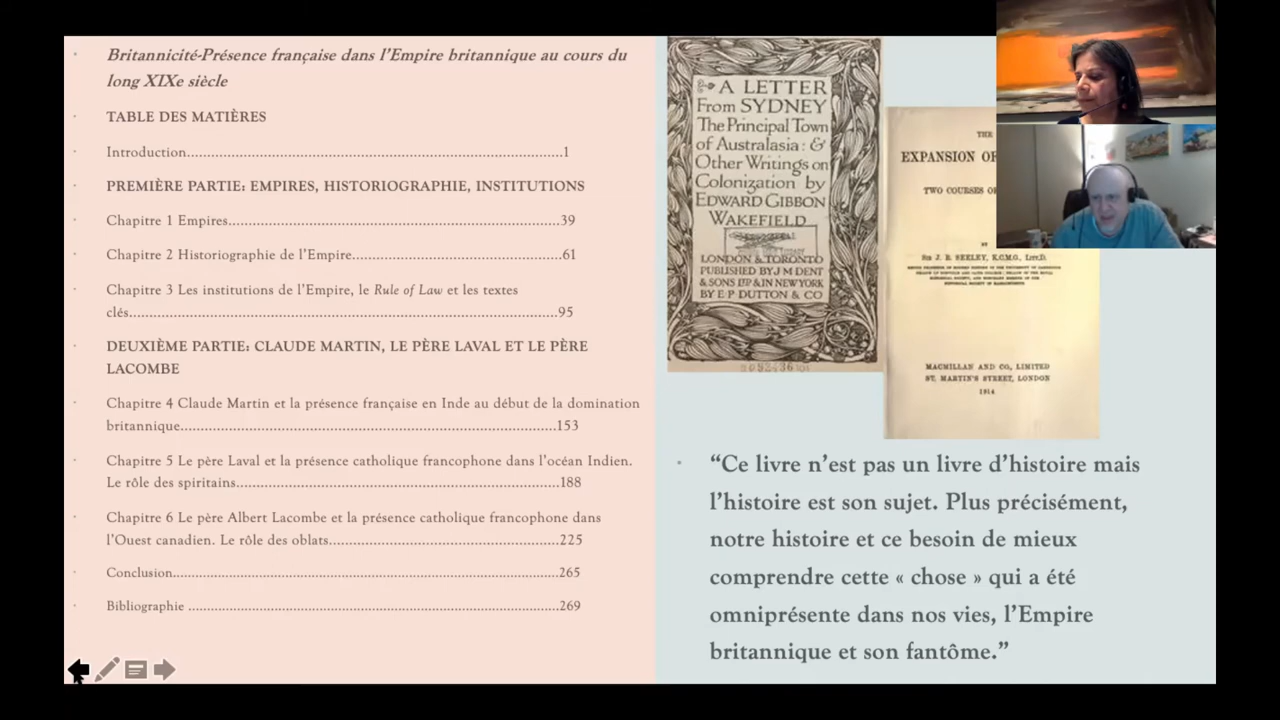 Britannicité-Présence française dans l'Empire britannique au cours du
long XIXe siècle
TABLE DES MATIÈRES
Introduction....................................................................................1
PREMIÈRE PARTIE: EMPIRES, HISTORIOGRAPHIE, INSTITUTIONS
Chapitre 1 Empires..........................................................................39
Chapitre 2 Historiographie de l'Empire...............................................61
Chapitre 3 Les institutions de l'Empire, le Rule of Law et les textes
clés................................................................................................95
DEUXIÈME PARTIE: CLAUDE MARTIN, LE PÈRE LAVAL ET LE PÈRE
LACOMBE
Chapitre 4 Claude Martin et la présence française en Inde au début de la domination
britannique.....................................................................................153
Chapitre 5 Le père Laval et la présence catholique francophone dans l'océan Indien.
Le rôle des spiritains........................................................................188
Chapitre 6 Le père Albert Lacombe et la présence catholique francophone dans
l'Ouest canadien. Le rôle des oblats...................................................225
Conclusion......................................................................................265
Bibliographie ..................................................................................269
A LETTER
From SYDNEY
The Principal Town
of Australasia: &
Other Writings on
Colonization by
EDWARD GIBBON
WAKEFIELD
LONDON & TORONTO
PUBLISHED BY J M DENT
& SONS LTD & IN NEW YORK
BY E·P DUTTON & CO
THE
EXPANSION OF
TWO COURSES OF
BY
SIR J. R. SEELEY, K.C.M.G., LITT.D.
MACMILLAN AND CO., LIMITED
ST. MARTIN'S STREET, LONDON
1914
“Ce livre n'est pas un livre d'histoire mais
l'histoire est son sujet. Plus précisément,
notre histoire et ce besoin de mieux
comprendre cette « chose » qui a été
omniprésente dans nos vies, l'Empire
britannique et son fantôme.”